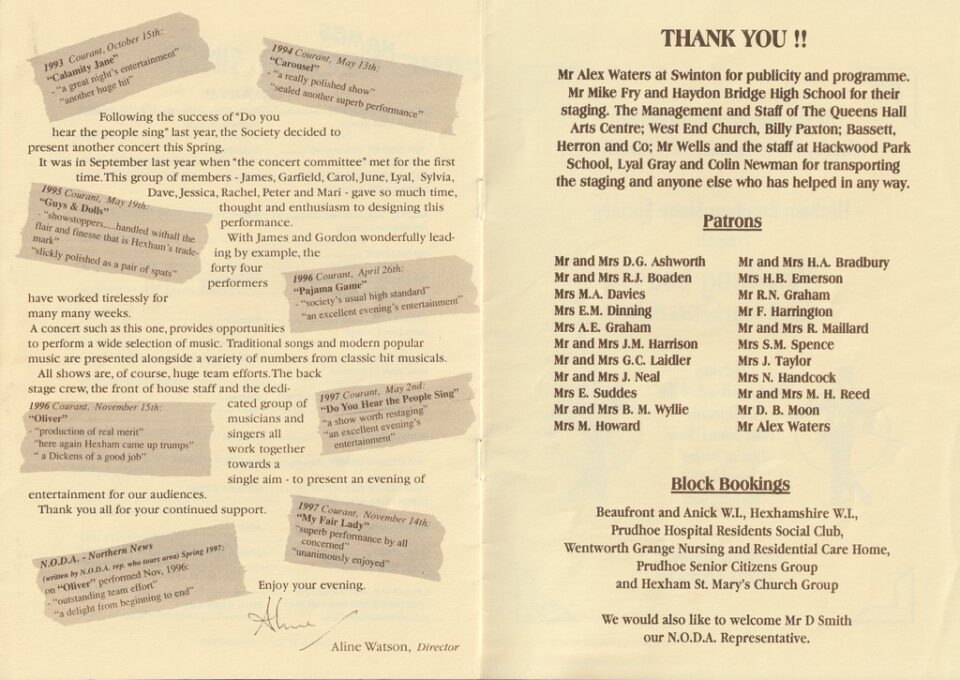 1993 Courant, October 15th:
"Calamity Jane"
- "a great night's entertainment"
"another huge hit"
1994 Courant, May 13th:
"Carousel"
- "a really polished show"
"sealed another superb performance"
Following the success of "Do you
hear the people sing" last year, the Society decided to
present another concert this Spring.
It was in September last year when "the concert committee" met for the first
time. This group of members - James, Garfield, Carol, June, Lyal, Sylvia,
Dave, Jessica, Rachel, Peter and Mari - gave so much time,
thought and enthusiasm to designing this
performance.
1995 Courant, May 19th:
"Guys & Dolls"
- "showstoppers.....handled withall the
flair and finesse that is Hexham's trade-
mark"
"slickly polished as a pair of spats"
With James and Gordon wonderfully lead-
ing by example, the
forty four
performers
1996 Courant, April 26th:
"Pajama Game"
- "society's usual high standard"
"an excellent evening's entertainment"
have worked tirelessly for
many many weeks.
A concert such as this one, provides opportunities
to perform a wide selection of music. Traditional songs and modern popular
music are presented alongside a variety of numbers from classic hit musicals.
All shows are, of course, huge team efforts. The back
stage crew, the front of house staff and the dedi-
cated group of
musicians and
singers all
work together
towards a
single aim - to present an evening of
1996 Courant, November 15th:
"Oliver"
- "production of real merit"
"here again Hexham came up trumps"
" a Dickens of a good job"
1997 Courant, May 2nd:
"Do You Hear the People Sing"
"a show worth restaging"
"an excellent evening's
entertainment"
entertainment for our audiences.
Thank you all for your continued support.
1997 Courant, November 14th:
"My Fair Lady"
"superb performance by all
concerned"
"unanimously enjoyed"
N.O.D.A. - Northern News
(written by N.O.D.A. rep. who tours area) Spring 1997:
on "Oliver" performed Nov, 1996:
- "outstanding team effort"
- "a delight from beginning to end"
Enjoy your evening.
Aline
Aline Watson, Director
THANK YOU !!
Mr Alex Waters at Swinton for publicity and programme.
Mr Mike Fry and Haydon Bridge High School for their
staging. The Management and Staff of The Queens Hall
Arts Centre; West End Church, Billy Paxton; Bassett,
Herron and Co; Mr Wells and the staff at Hackwood Park
School, Lyal Gray and Colin Newman for transporting
the staging and anyone else who has helped in any way.
Patrons
Mr and Mrs D.G. Ashworth
Mr and Mrs R.J. Boaden
Mrs M.A. Davies
Mrs E.M. Dinning
Mrs A.E. Graham
Mr and Mrs J.M. Harrison
Mr and Mrs G.C. Laidler
Mr and Mrs J. Neal
Mrs E. Suddes
Mr and Mrs B. M. Wyllie
Mrs M. Howard
Mr and Mrs H.A. Bradbury
Mrs H.B. Emerson
Mr R.N. Graham
Mr F. Harrington
Mr and Mrs R. Maillard
Mrs S.M. Spence
Mrs J. Taylor
Mrs N. Handcock
Mr and Mrs M. H. Reed
Mr D. B. Moon
Mr Alex Waters
Block Bookings
Beaufront and Anick W.I., Hexhamshire W.I.,
Prudhoe Hospital Residents Social Club,
Wentworth Grange Nursing and Residential Care Home,
Prudhoe Senior Citizens Group
and Hexham St. Mary's Church Group
We would also like to welcome Mr D Smith
our N.O.D.A. Representative.